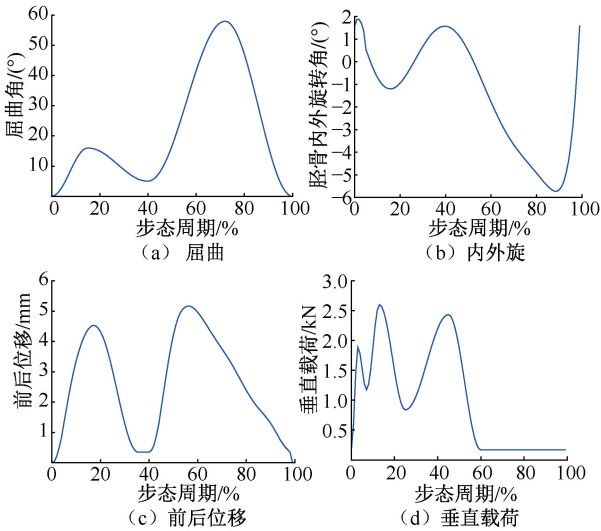 60
50
40
30
20
10
屈曲角/(°)
0 20 40 60 80 100
步态周期/%
（a） 屈曲
2
1
0
−1
−2
−3
−4
−5
−6
胫骨内外旋转角/(°)
0 20 40 60 80 100
步态周期/%
（b）内外旋
6
5
4
3
2
1
前后位移/mm
0 20 40 60 80 100
步态周期/%
（c）前后位移
3.0
2.5
2.0
1.5
1.0
0.5
垂直载荷/kN
0 20 40 60 80 100
步态周期/%
（d）垂直载荷